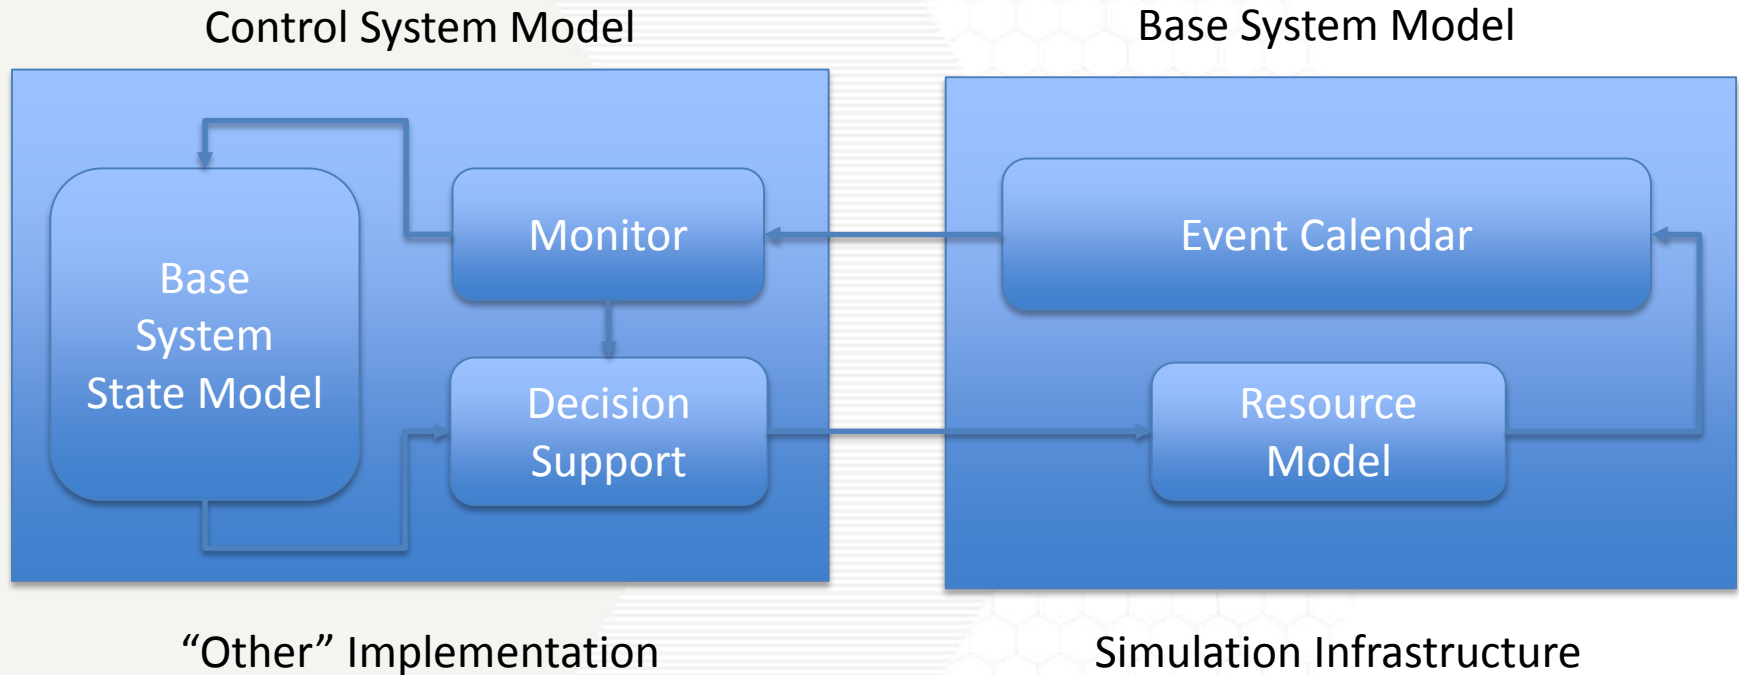 Control System Model
Base System Model
Base
System
State Model
Monitor
Decision
Support
Event Calendar
Resource
Model
“Other” Implementation
Simulation Infrastructure